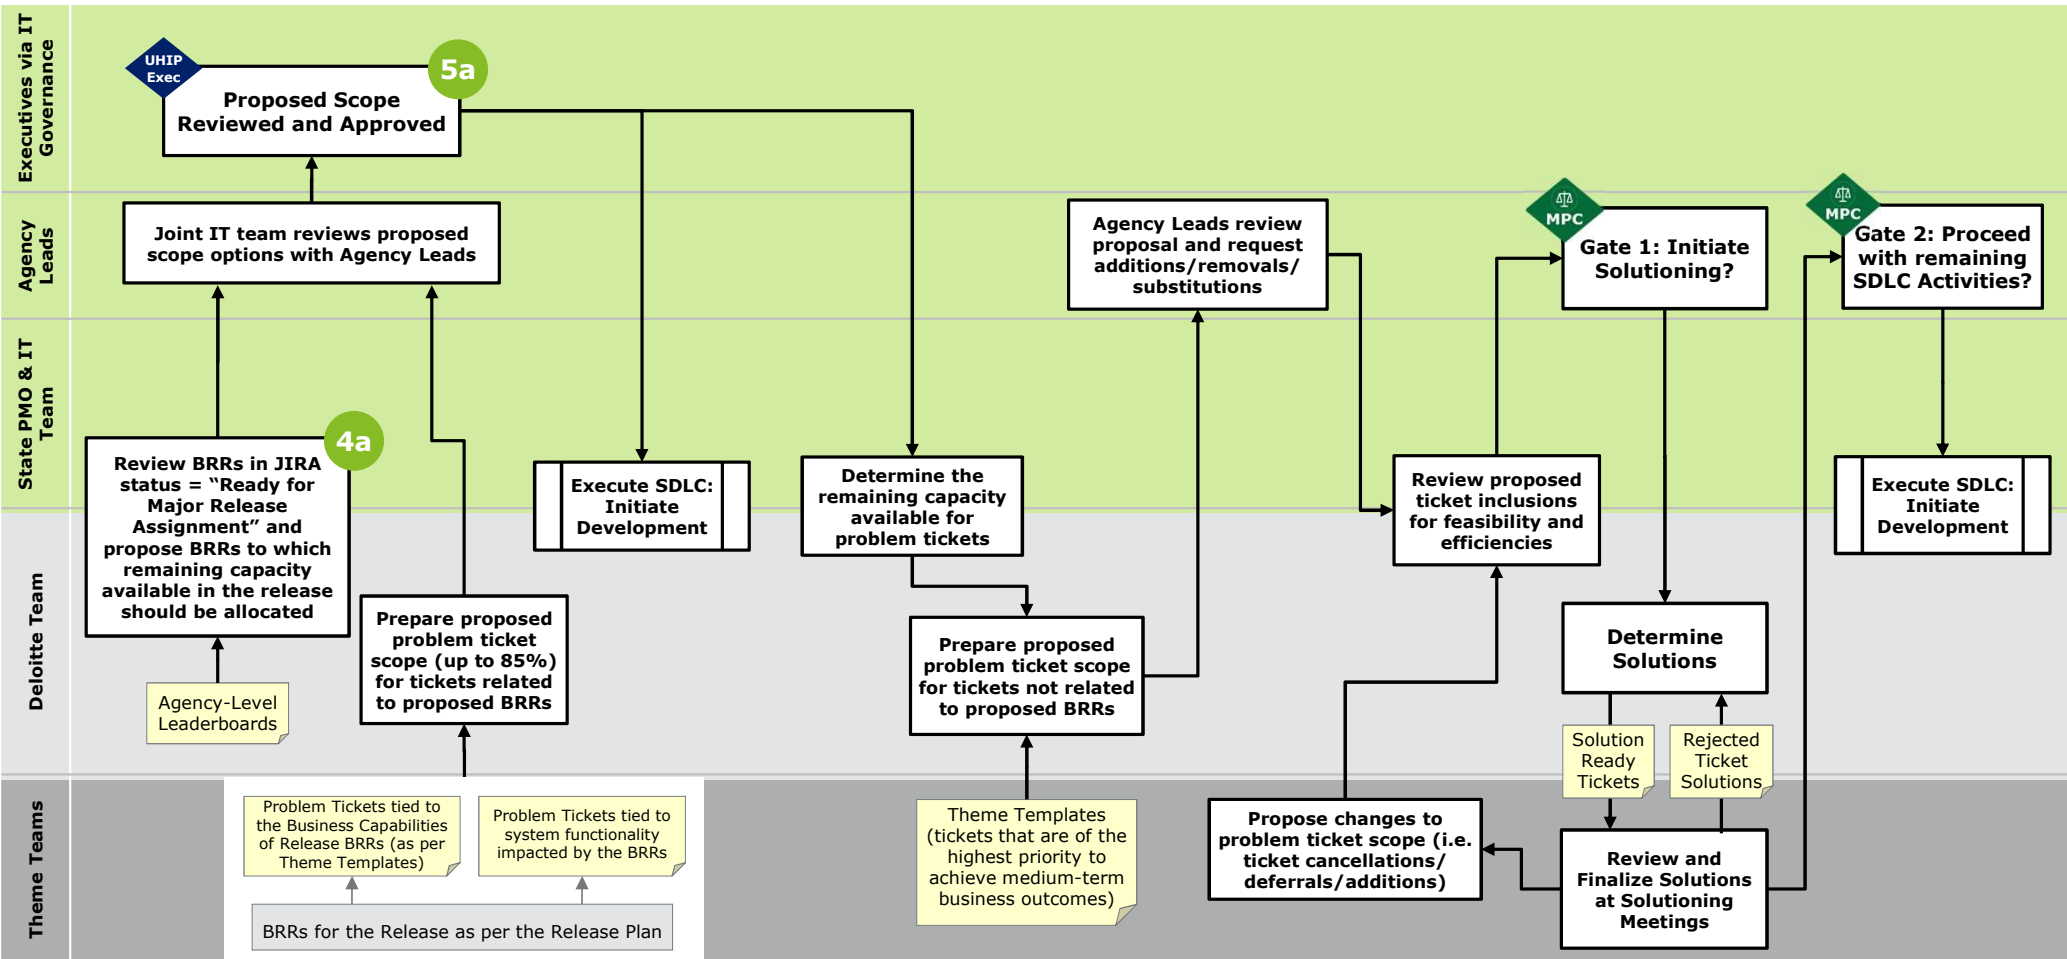 Executives via IT
Governance
UHIP
Exec
5a
Proposed Scope
Reviewed and Approved
Agency
Leads
Joint IT team reviews proposed
scope options with Agency Leads
Agency Leads review
proposal and request
additions/removals/
substitutions
MPC
Gate 1: Initiate
Solutioning?
MPC
Gate 2: Proceed
with remaining
SDLC Activities?
State PMO & IT
Team
4a
Review BRRs in JIRA
status = “Ready for
Major Release
Assignment” and
propose BRRs to which
remaining capacity
available in the release
should be allocated
Execute SDLC:
Initiate
Development
Determine the
remaining capacity
available for
problem tickets
Review proposed
ticket inclusions
for feasibility and
efficiencies
Execute SDLC:
Initiate
Development
Deloitte Team
Agency-Level
Leaderboards
Prepare proposed
problem ticket
scope (up to 85%)
for tickets related
to proposed BRRs
Prepare proposed
problem ticket scope
for tickets not related
to proposed BRRs
Determine
Solutions
Solution
Ready
Tickets
Rejected
Ticket
Solutions
Theme Teams
Problem Tickets tied to
the Business Capabilities
of Release BRRs (as per
Theme Templates)
Problem Tickets tied to
system functionality
impacted by the BRRs
BRRs for the Release as per the Release Plan
Theme Templates
(tickets that are of the
highest priority to
achieve medium-term
business outcomes)
Propose changes to
problem ticket scope (i.e.
ticket cancellations/
deferrals/additions)
Review and
Finalize Solutions
at Solutioning
Meetings